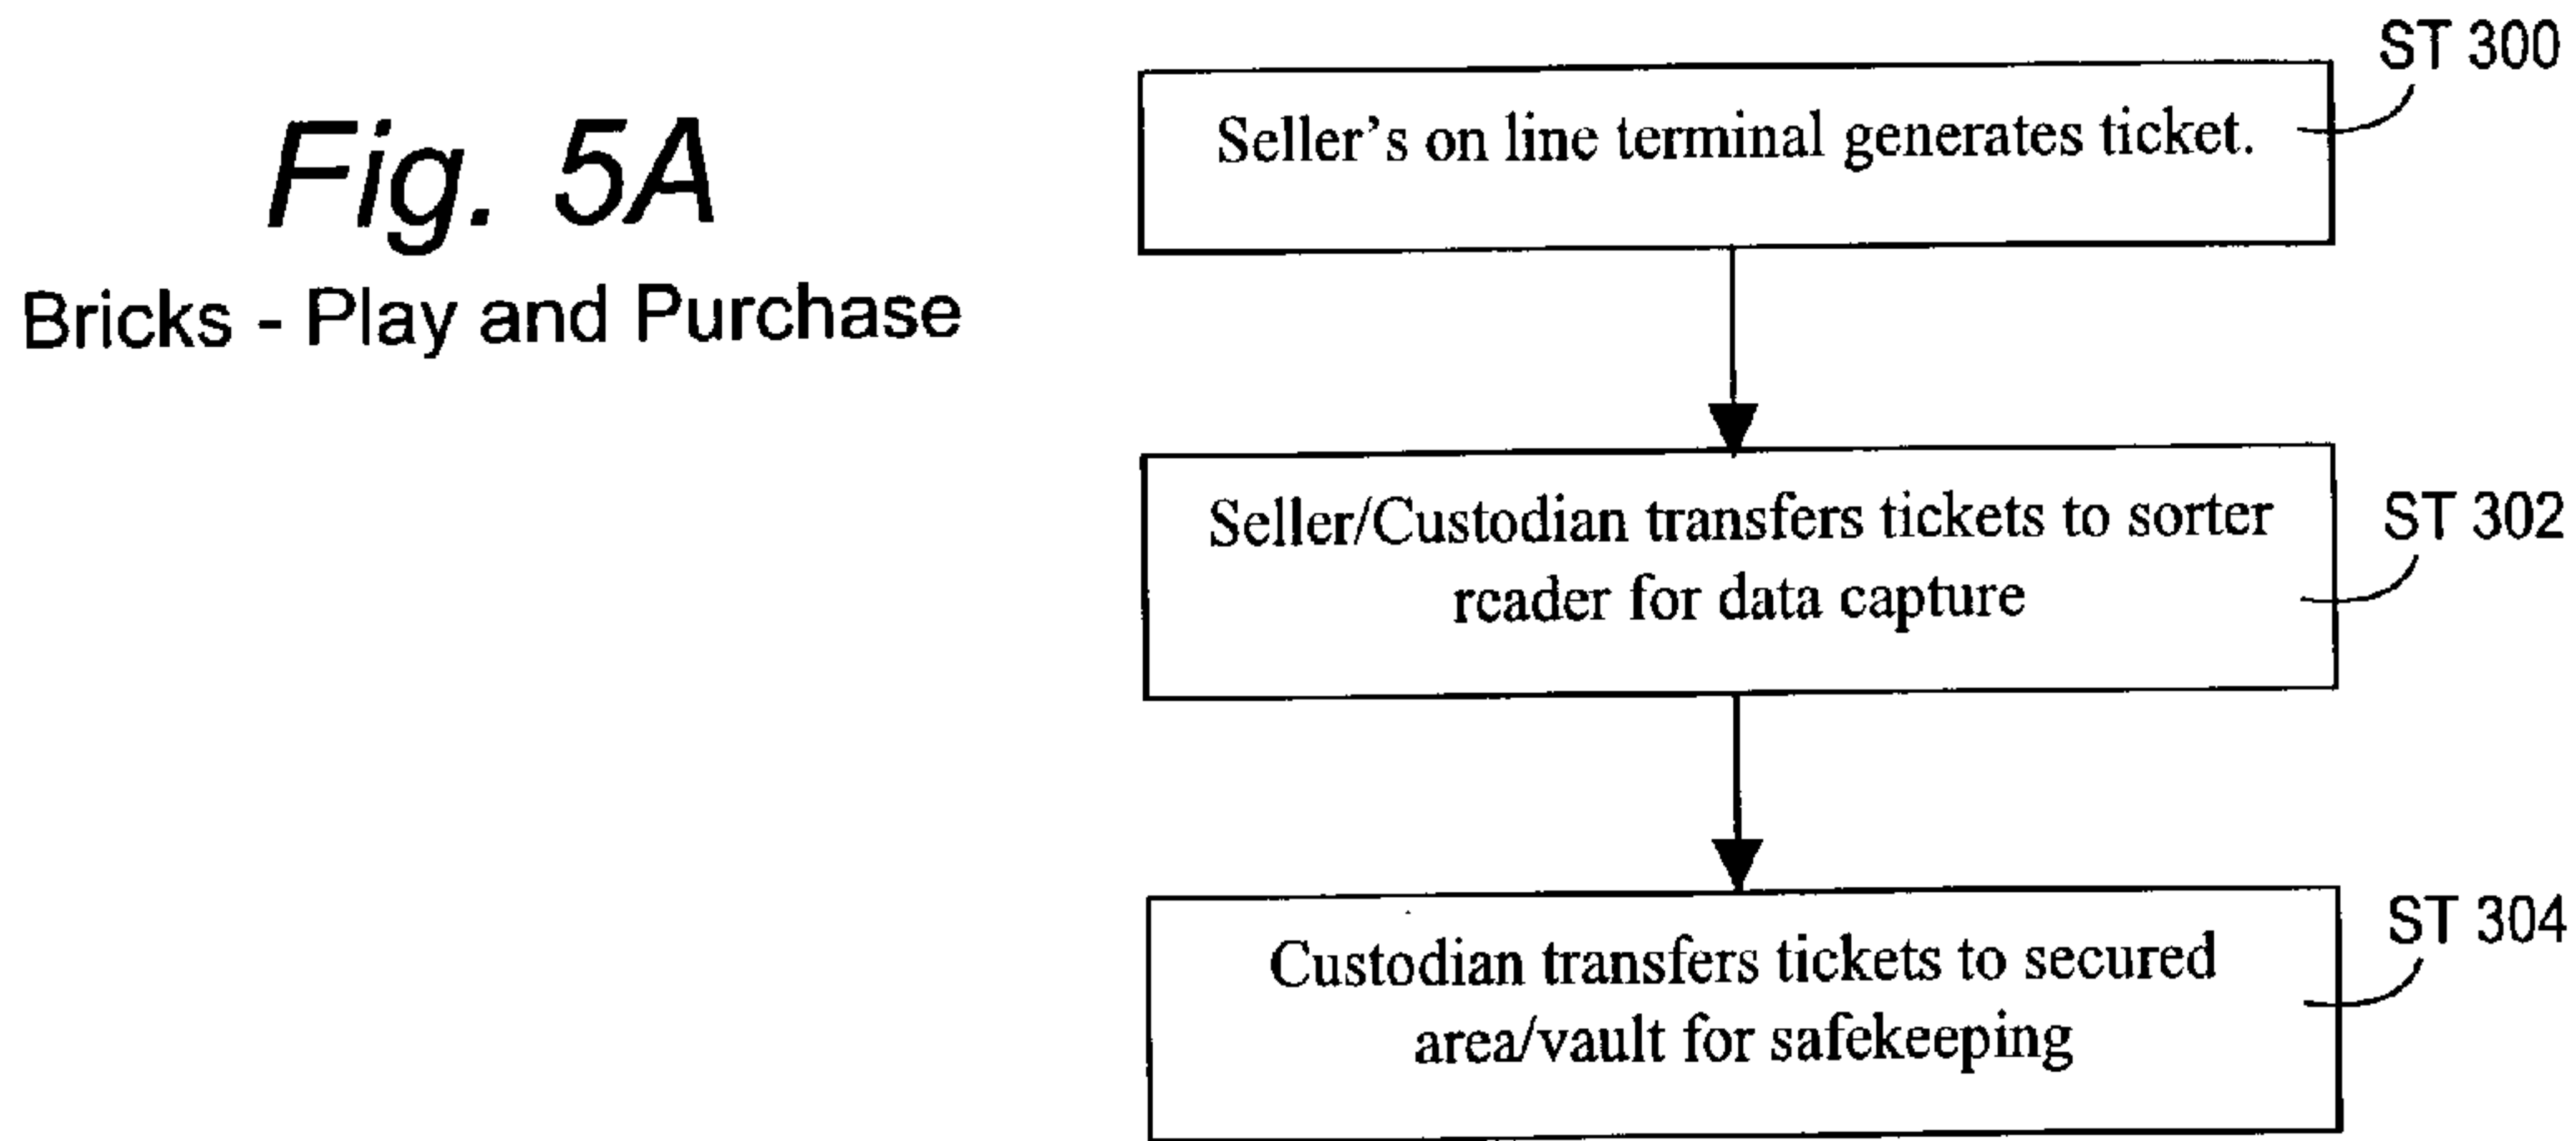 Fig. 5A
Bricks - Play and Purchase
ST 300
Seller’s on line terminal generates ticket.
ST 302
Seller/Custodian transfers tickets to sorter
reader for data capture
ST 304
Custodian transfers tickets to secured
area/vault for safekeeping